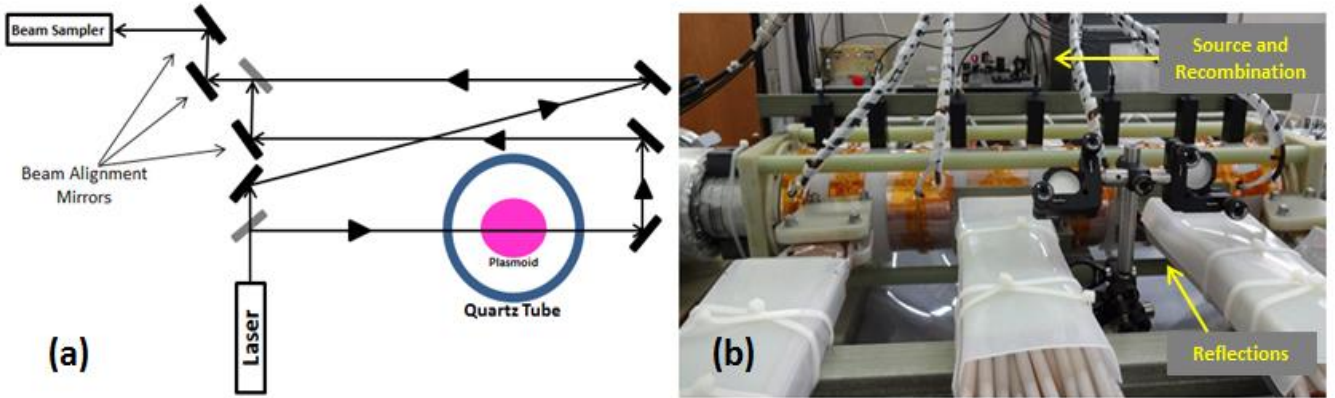 Beam Sampler
Beam Alignment
Mirrors
Plasmoid
Quartz Tube
Laser
(a)
Source and
Recombination
Reflections
(b)